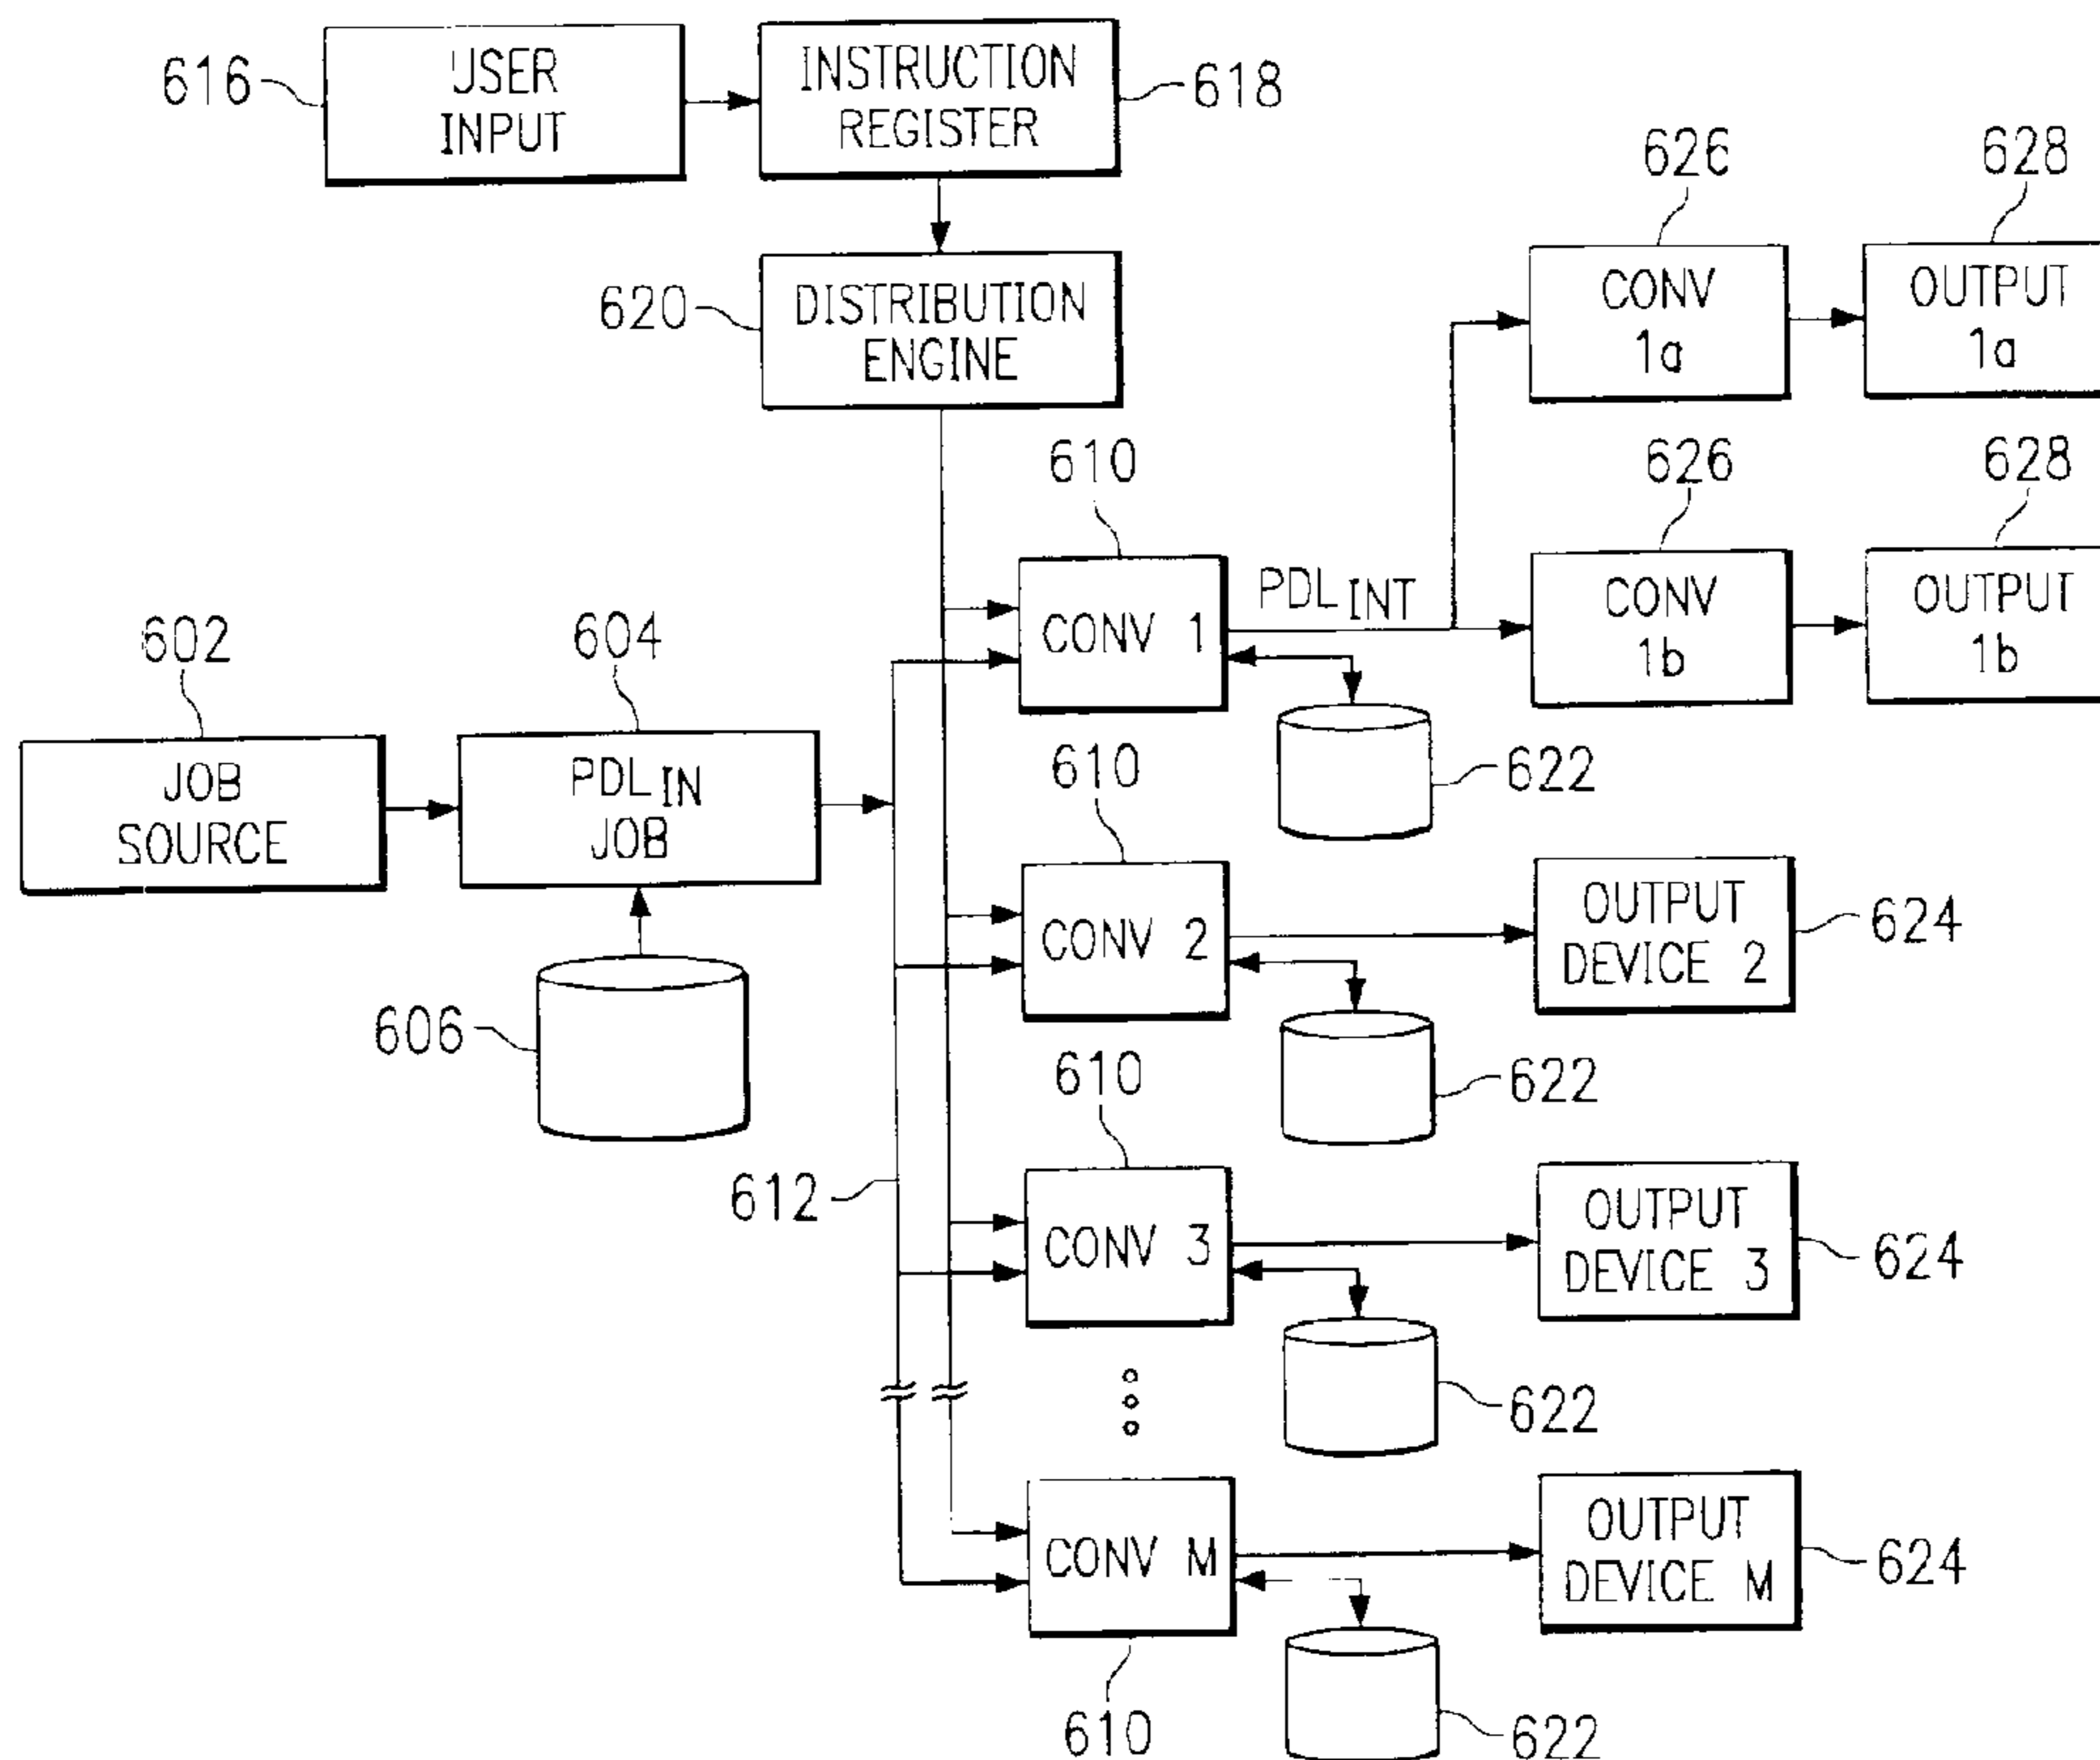 616
USER
INPUT
INSTRUCTION
REGISTER
618
620
DISTRIBUTION
ENGINE
626
628
CONV
1a
OUTPUT
1a
610
626
628
CONV 1
PDL INT
CONV
1b
OUTPUT
1b
602
604
JOB
SOURCE
PDL IN
JOB
622
606
610
CONV 2
OUTPUT
DEVICE 2
624
622
612
610
CONV 3
OUTPUT
DEVICE 3
624
622
CONV M
OUTPUT
DEVICE M
624
610
622